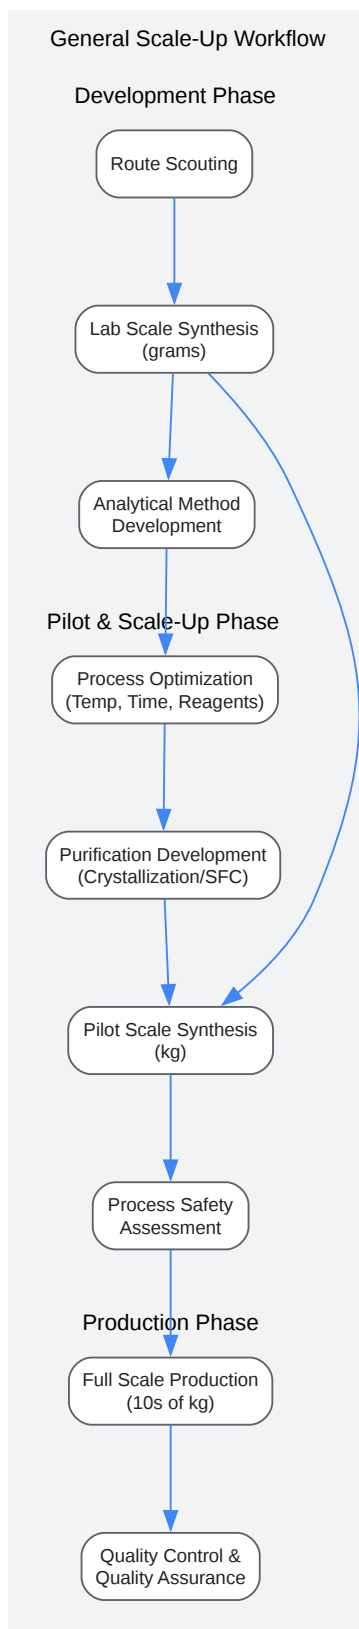 General Scale-Up Workflow
Development Phase
Route Scouting
Lab Scale Synthesis
(grams)
Analytical Method
Development
Pilot & Scale-Up Phase
Process Optimization
(Temp, Time, Reagents)
Purification Development
(Crystallization/SFC)
Pilot Scale Synthesis
(kg)
Process Safety
Assessment
Production Phase
Full Scale Production
(10s of kg)
Quality Control &
Quality Assurance